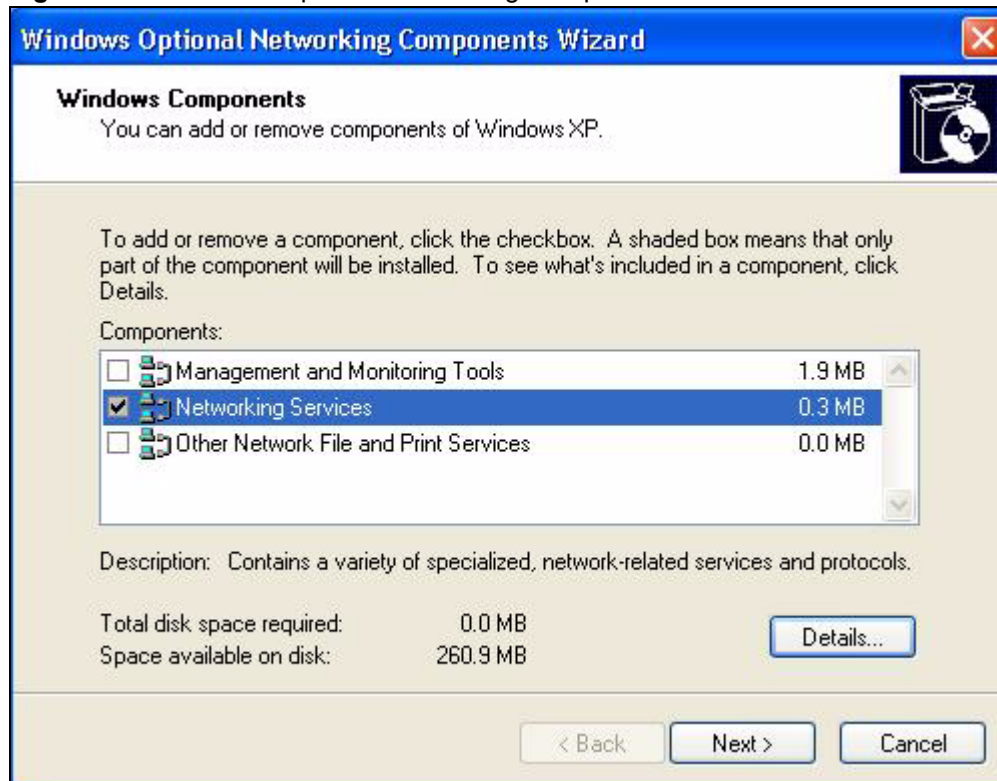 Windows Optional Networking Components Wizard
Windows Components
You can add or remove components of Windows XP.
To add or remove a component, click the checkbox. A shaded box means that only
part of the component will be installed. To see what's included in a component, click
Details.
Components:
Management and Monitoring Tools 1.9 MB
Networking Services 0.3 MB
Other Network File and Print Services 0.0 MB
Description: Contains a variety of specialized, network-related services and protocols.
Total disk space required: 0.0 MB
Space available on disk: 260.9 MB
Details...
< Back Next > Cancel